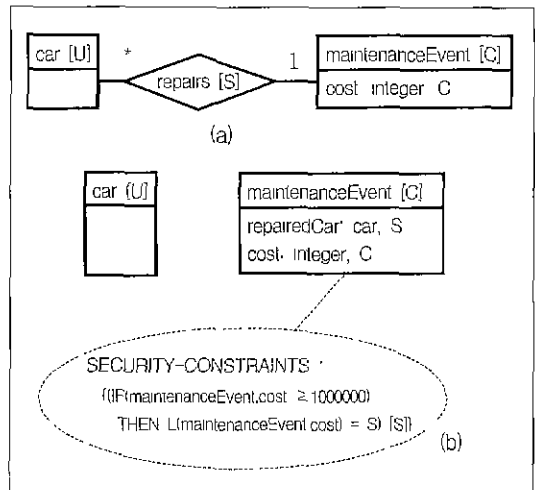 car [U]
*
repairs [S]
1
maintenanceEvent [C]
cost integer C
(a)
car [U]
maintenanceEvent [C]
repairedCar· car, S
cost· integer, C
SECURITY-CONSTRAINTS ·
{(IF(maintenanceEvent.cost ≥ 1000000)
THEN L(maintenanceEvent cost) = S) [S]}
(b)